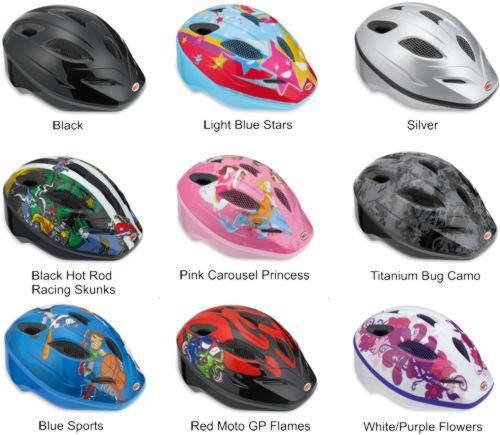 Black
Light Blue Stars
Silver
Black Hot Rod
Racing Skunks
Pink Carousel Princess
Titanium Bug Camo
Blue Sports
Red Moto GP Flames
White/Purple Flowers